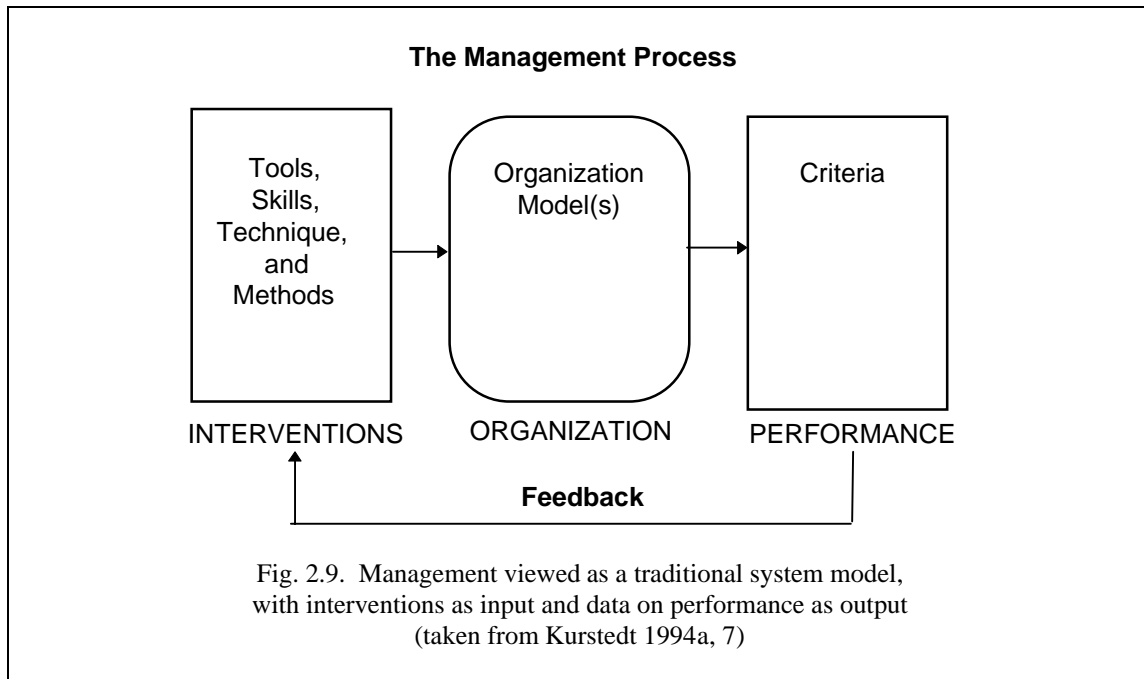 The Management Process
Tools,
Skills,
Technique,
and
Methods
Organization
Model(s)
Criteria
INTERVENTIONS
ORGANIZATION
PERFORMANCE
Feedback
Fig. 2.9. Management viewed as a traditional system model,
with interventions as input and data on performance as output
(taken from Kurstedt 1994a, 7)